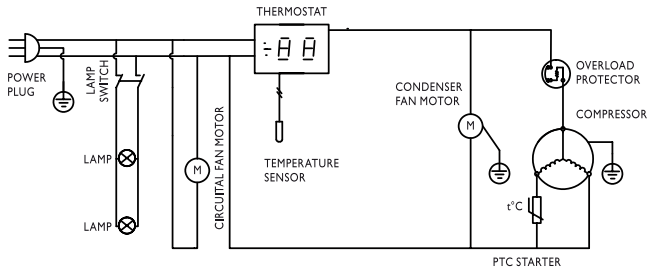 THERMOSTAT
POWER
PLUG
LAMP
SWITCH
CONDENSER
FAN MOTOR
OVERLOAD
PROTECTOR
COMPRESSOR
M
LAMP
M
CIRCUITAL FAN MOTOR
TEMPERATURE
SENSOR
t°C
LAMP
PTC STARTER